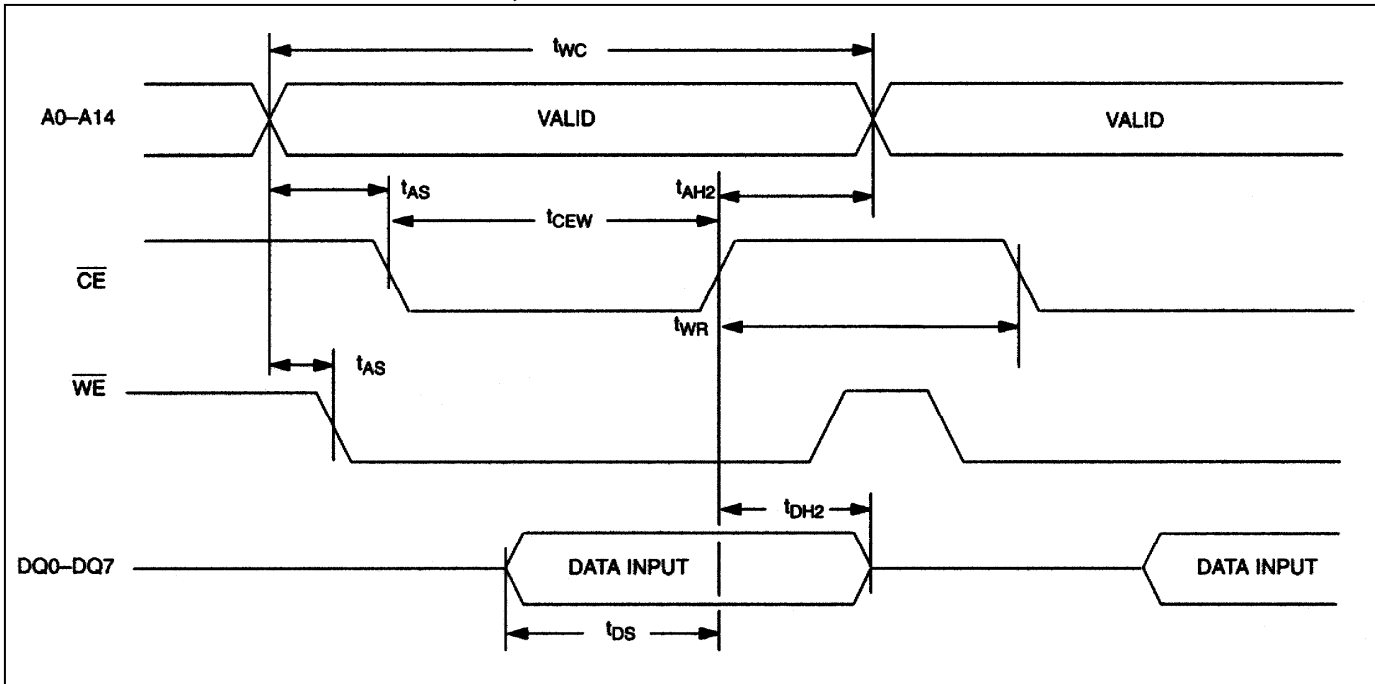 tWC
A0–A14
VALID
VALID
tAS
tAH2
tCEW
CE
tWR
tAS
WE
tDH2
DQ0–DQ7
DATA INPUT
DATA INPUT
tDS